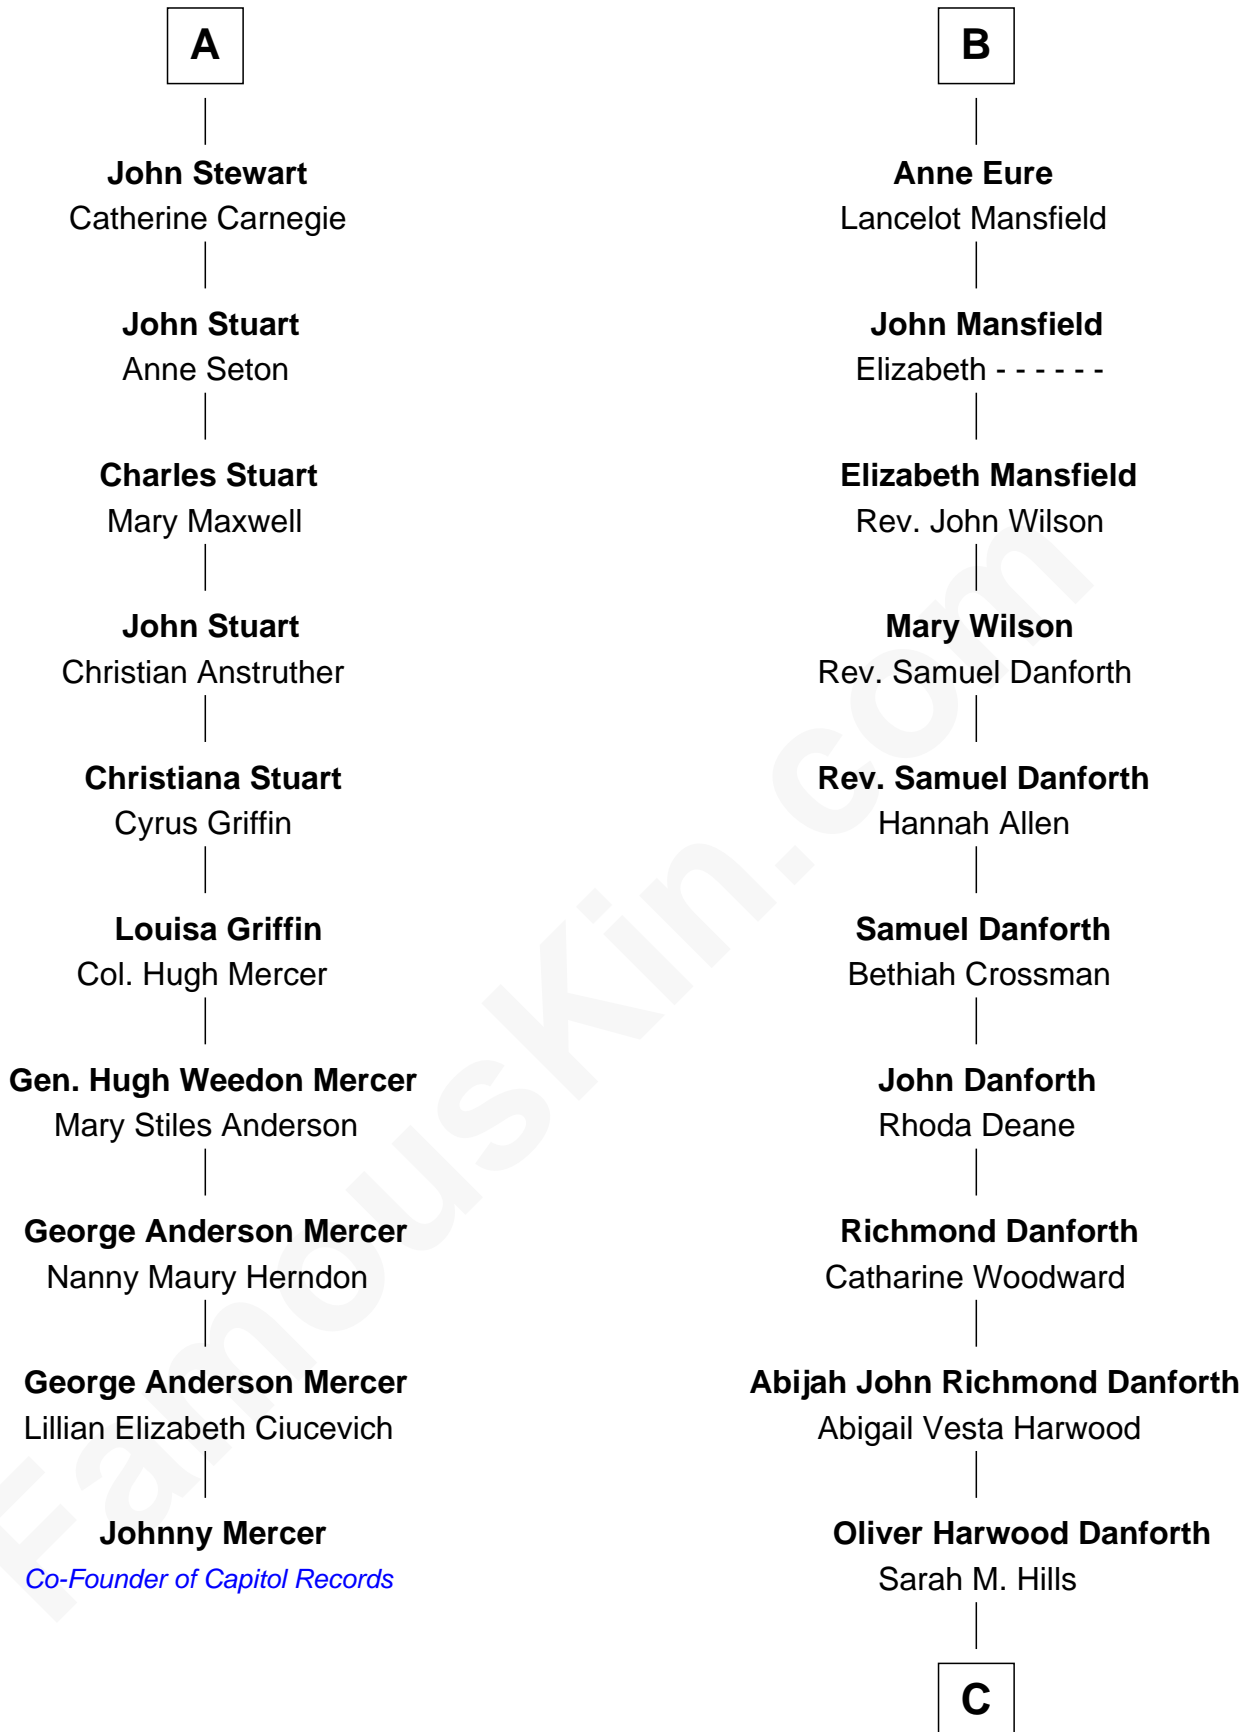 A
John Stewart
Catherine Carnegie
John Stuart
Anne Seton
Charles Stuart
Mary Maxwell
John Stuart
Christian Anstruther
Christiana Stuart
Cyrus Griffin
Louisa Griffin
Col. Hugh Mercer
Gen. Hugh Weedon Mercer
Mary Stiles Anderson
George Anderson Mercer
Nanny Maury Herndon
George Anderson Mercer
Lillian Elizabeth Ciucevich
Johnny Mercer
Co-Founder of Capitol Records
B
Anne Eure
Lancelot Mansfield
John Mansfield
Elizabeth - - - - - -
Elizabeth Mansfield
Rev. John Wilson
Mary Wilson
Rev. Samuel Danforth
Rev. Samuel Danforth
Hannah Allen
Samuel Danforth
Bethiah Crossman
John Danforth
Rhoda Deane
Richmond Danforth
Catharine Woodward
Abijah John Richmond Danforth
Abigail Vesta Harwood
Oliver Harwood Danforth
Sarah M. Hills
C
FamousKin.com